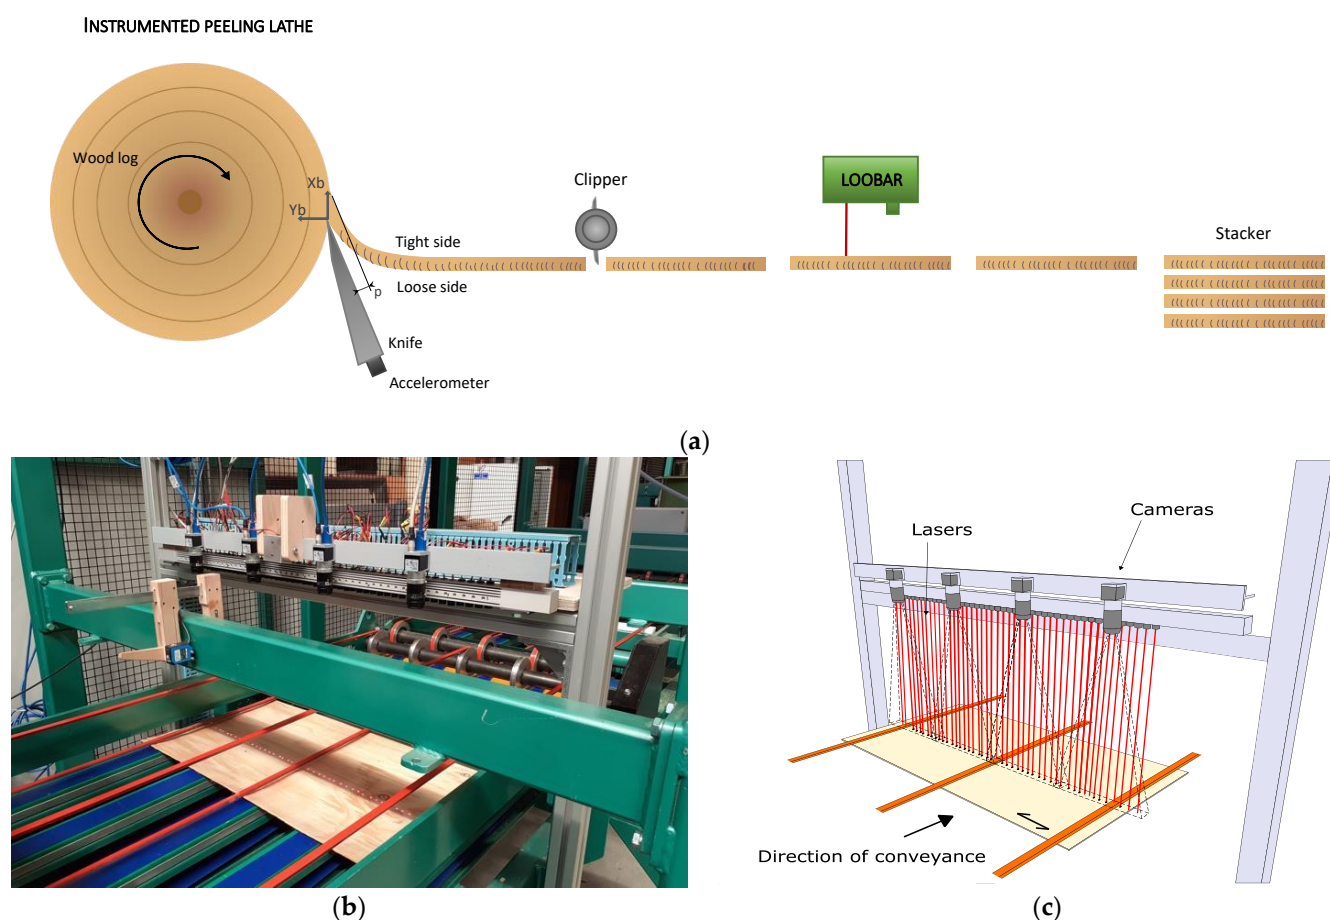 INSTRUMENTED PEELING LATHE
Wood log
Xb
Yb
Tight side
Loose side
p
Knife
Accelerometer
Clipper
LOOBAR
Stacker
(a)
(b)
Lasers
Cameras
Direction of conveyance
(c)